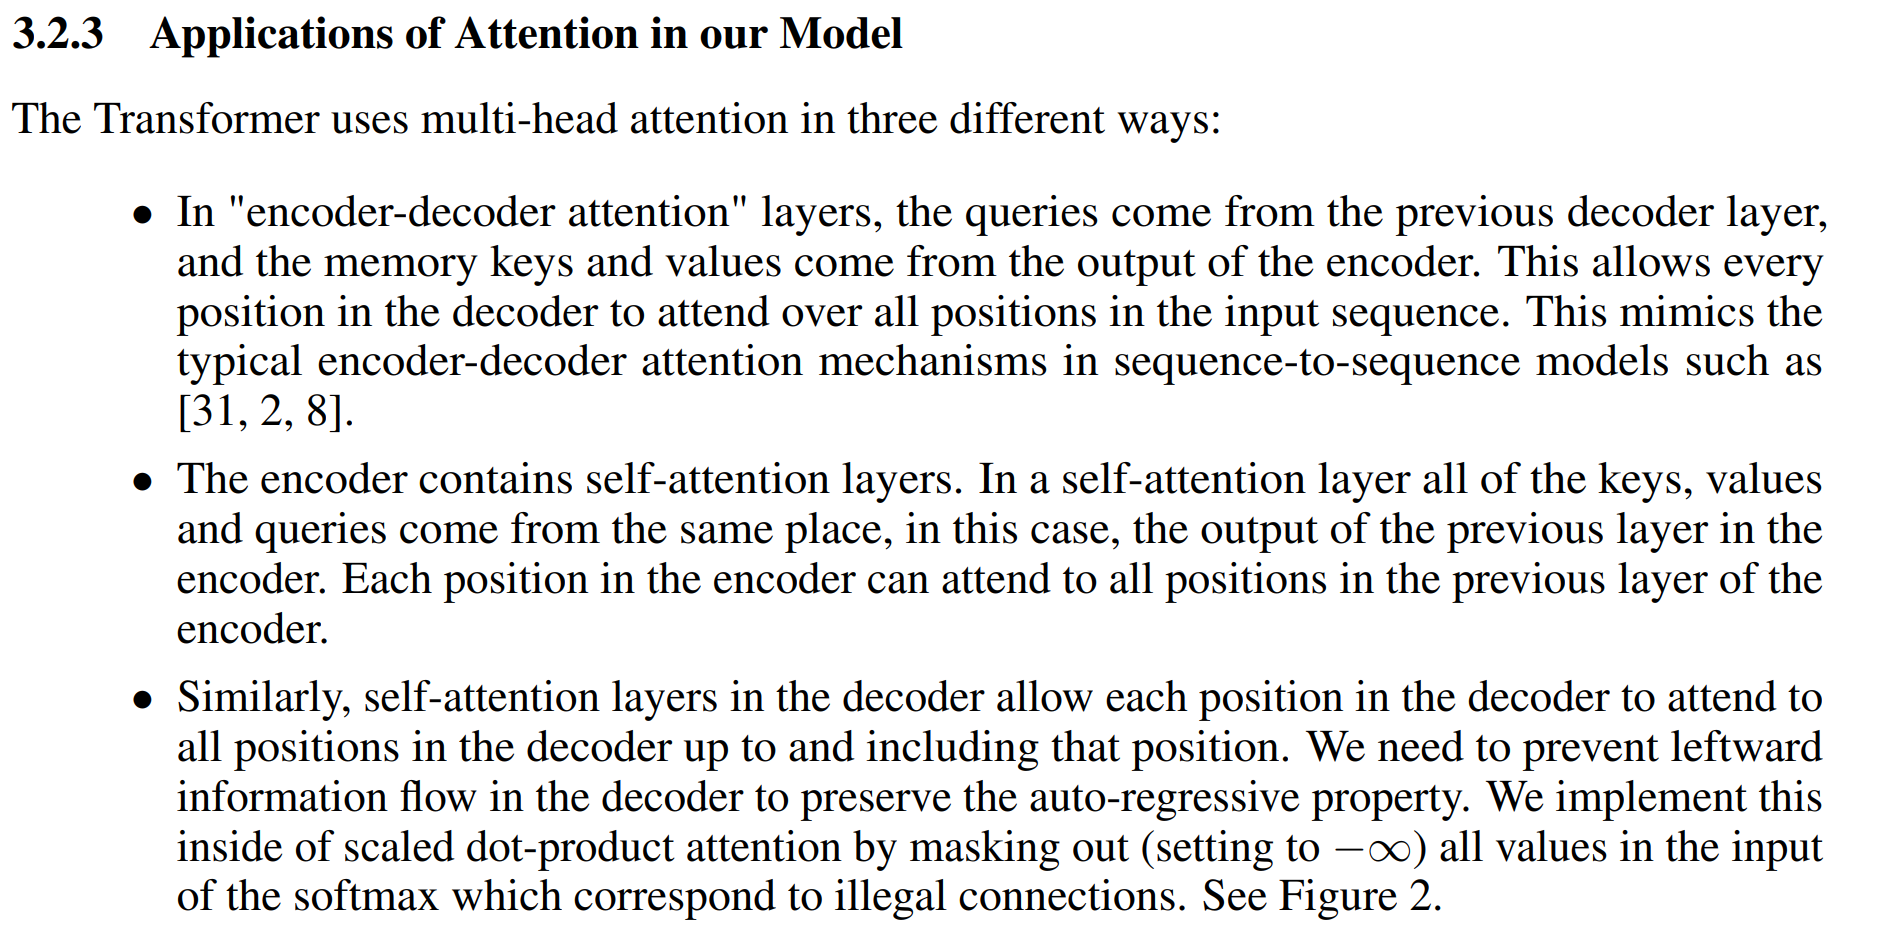 3.2.3 Applications of Attention in our Model
The Transformer uses multi-head attention in three different ways:
• In "encoder-decoder attention" layers, the queries come from the previous decoder layer,
and the memory keys and values come from the output of the encoder. This allows every
position in the decoder to attend over all positions in the input sequence. This mimics the
typical encoder-decoder attention mechanisms in sequence-to-sequence models such as
[31, 2, 8].
• The encoder contains self-attention layers. In a self-attention layer all of the keys, values
and queries come from the same place, in this case, the output of the previous layer in the
encoder. Each position in the encoder can attend to all positions in the previous layer of the
encoder.
• Similarly, self-attention layers in the decoder allow each position in the decoder to attend to
all positions in the decoder up to and including that position. We need to prevent leftward
information flow in the decoder to preserve the auto-regressive property. We implement this
inside of scaled dot-product attention by masking out (setting to −∞) all values in the input
of the softmax which correspond to illegal connections. See Figure 2.